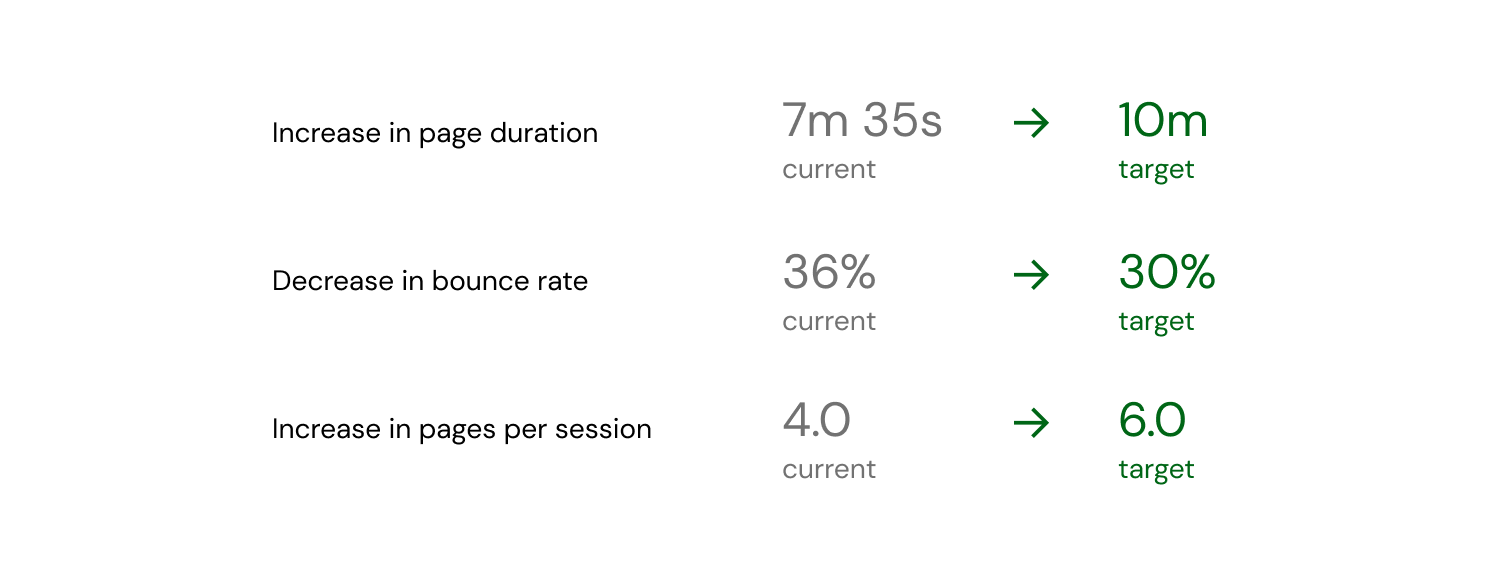 Increase in page duration
7m 35s → 10m
current target
Decrease in bounce rate
36% → 30%
current target
Increase in pages per session
4.0 → 6.0
current target